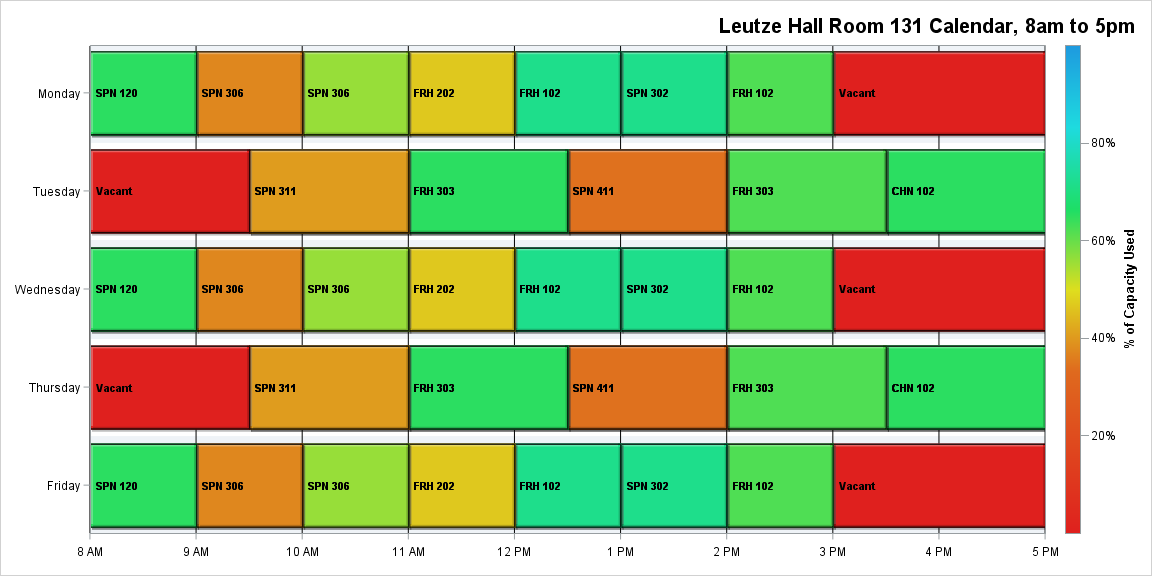 Leutze Hall Room 131 Calendar, 8am to 5pm
Monday
SPN 120
SPN 306
SPN 306
FRH 202
FRH 102
SPN 302
FRH 102
Vacant
Tuesday
Vacant
SPN 311
FRH 303
SPN 411
FRH 303
CHN 102
Wednesday
SPN 120
SPN 306
SPN 306
FRH 202
FRH 102
SPN 302
FRH 102
Vacant
Thursday
Vacant
SPN 311
FRH 303
SPN 411
FRH 303
CHN 102
Friday
SPN 120
SPN 306
SPN 306
FRH 202
FRH 102
SPN 302
FRH 102
Vacant
8 AM
9 AM
10 AM
11 AM
12 PM
1 PM
2 PM
3 PM
4 PM
5 PM
80%
60%
40%
20%
% of Capacity Used